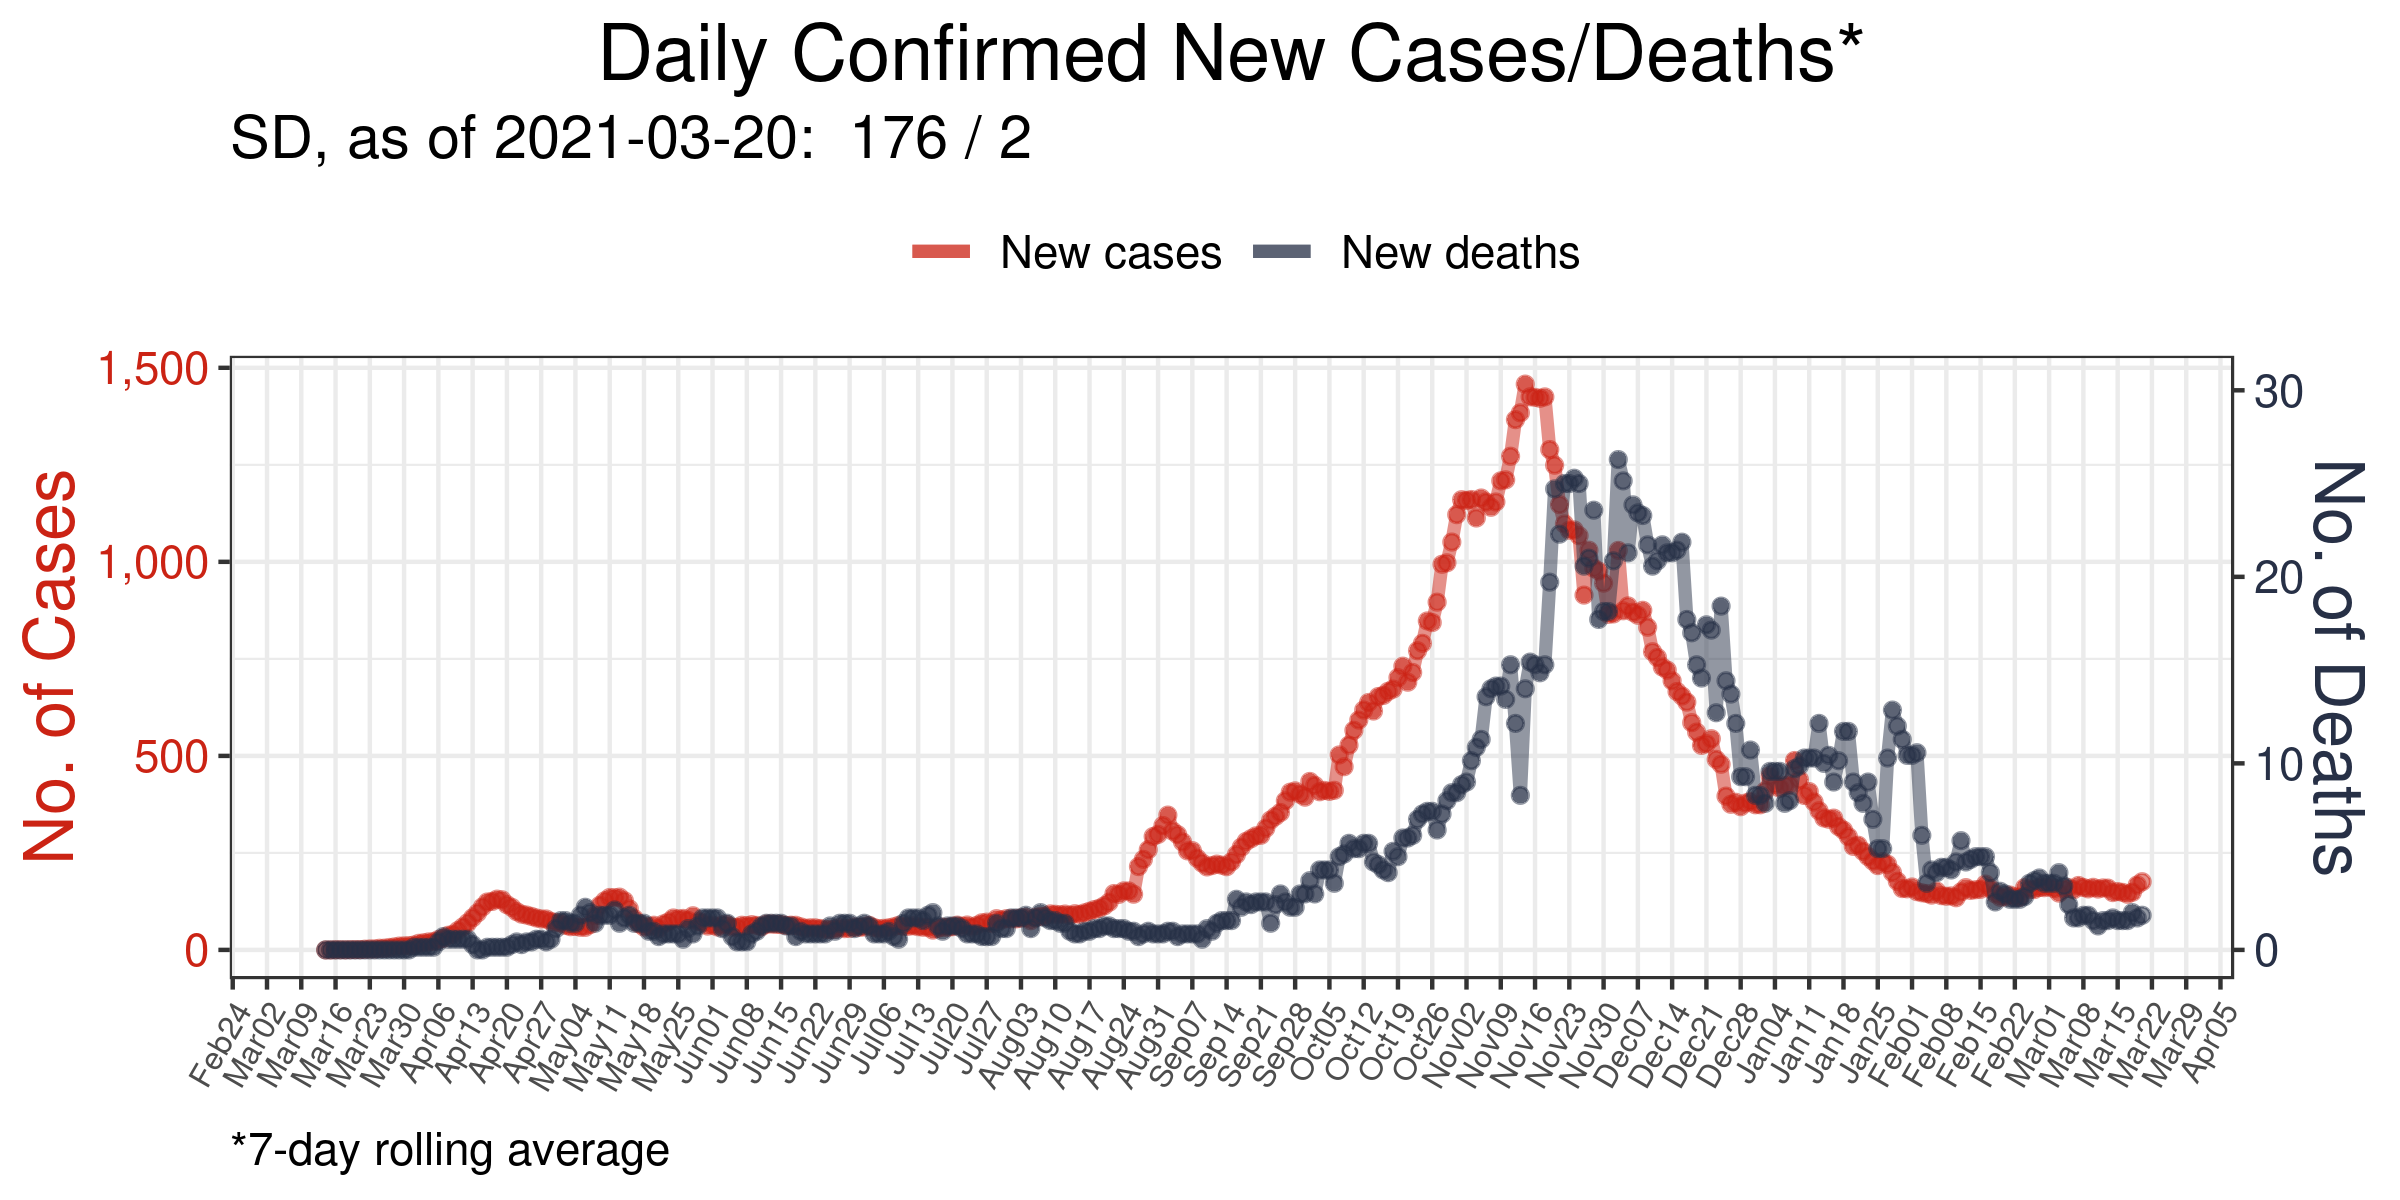 Daily Confirmed New Cases/Deaths*
SD, as of 2021-03-20:  176 / 2
New cases New deaths
No. of Cases
1,500
1,000
500
0
30
20
10
0
No. of Deaths
Feb24 Mar02 Mar09 Mar16 Mar23 Mar30 Apr06 Apr13 Apr20 Apr27 May04 May11 May18 May25 Jun01 Jun08 Jun15 Jun22 Jun29 Jul06 Jul13 Jul20 Jul27 Aug03 Aug10 Aug17 Aug24 Aug31 Sep07 Sep14 Sep21 Sep28 Oct05 Oct12 Oct19 Oct26 Nov02 Nov09 Nov16 Nov23 Nov30 Dec07 Dec14 Dec21 Dec28 Jan04 Jan11 Jan18 Jan25 Feb01 Feb08 Feb15 Feb22 Mar01 Mar08 Mar15 Mar22 Mar29 Apr05
*7-day rolling average